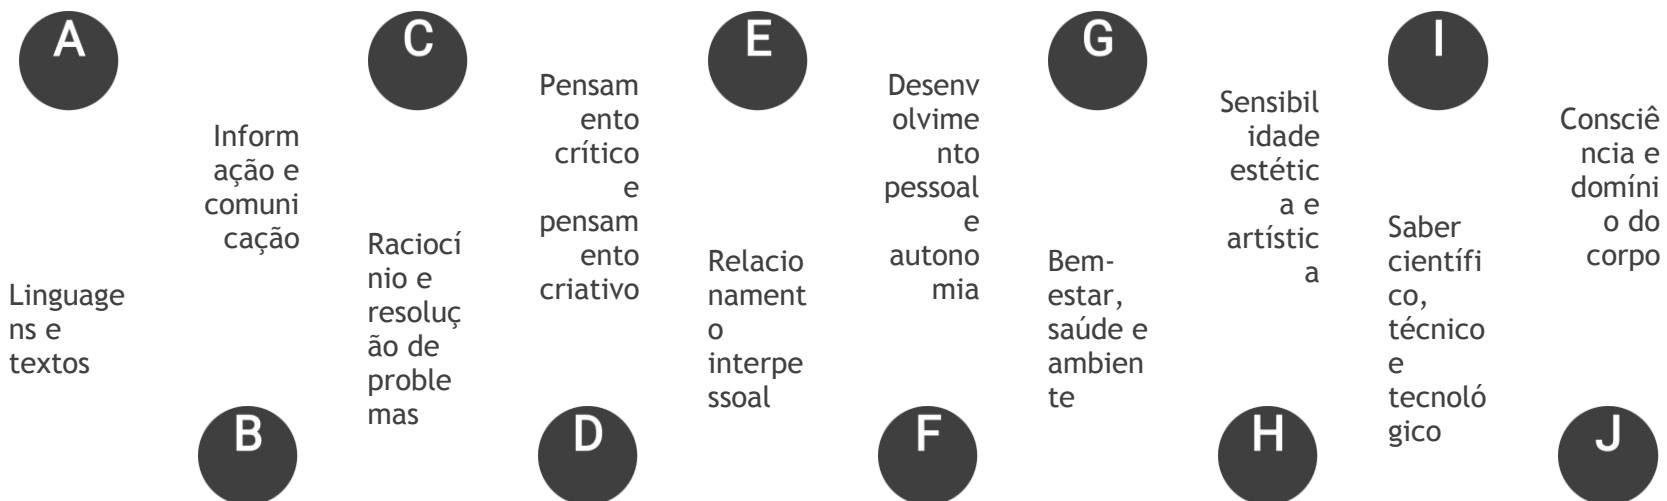 A
Linguage
ns e
textos
Inform
ação e
comuni
cação
B
C
Raciocí
nio e
resoluç
ão de
proble
mas
Pensam
ento
crítico
e
pensam
ento
criativo
D
E
Relacio
nament
o
interpe
ssoal
Desenv
olvime
nto
pessoal
e
autono
mia
F
G
Bem-
estar,
saúde e
ambien
te
Sensibil
idade
estétic
a e
artístic
a
H
I
Saber
científi
co,
técnico
e
tecnoló
gico
Consciê
ncia e
domíni
o do
corpo
J